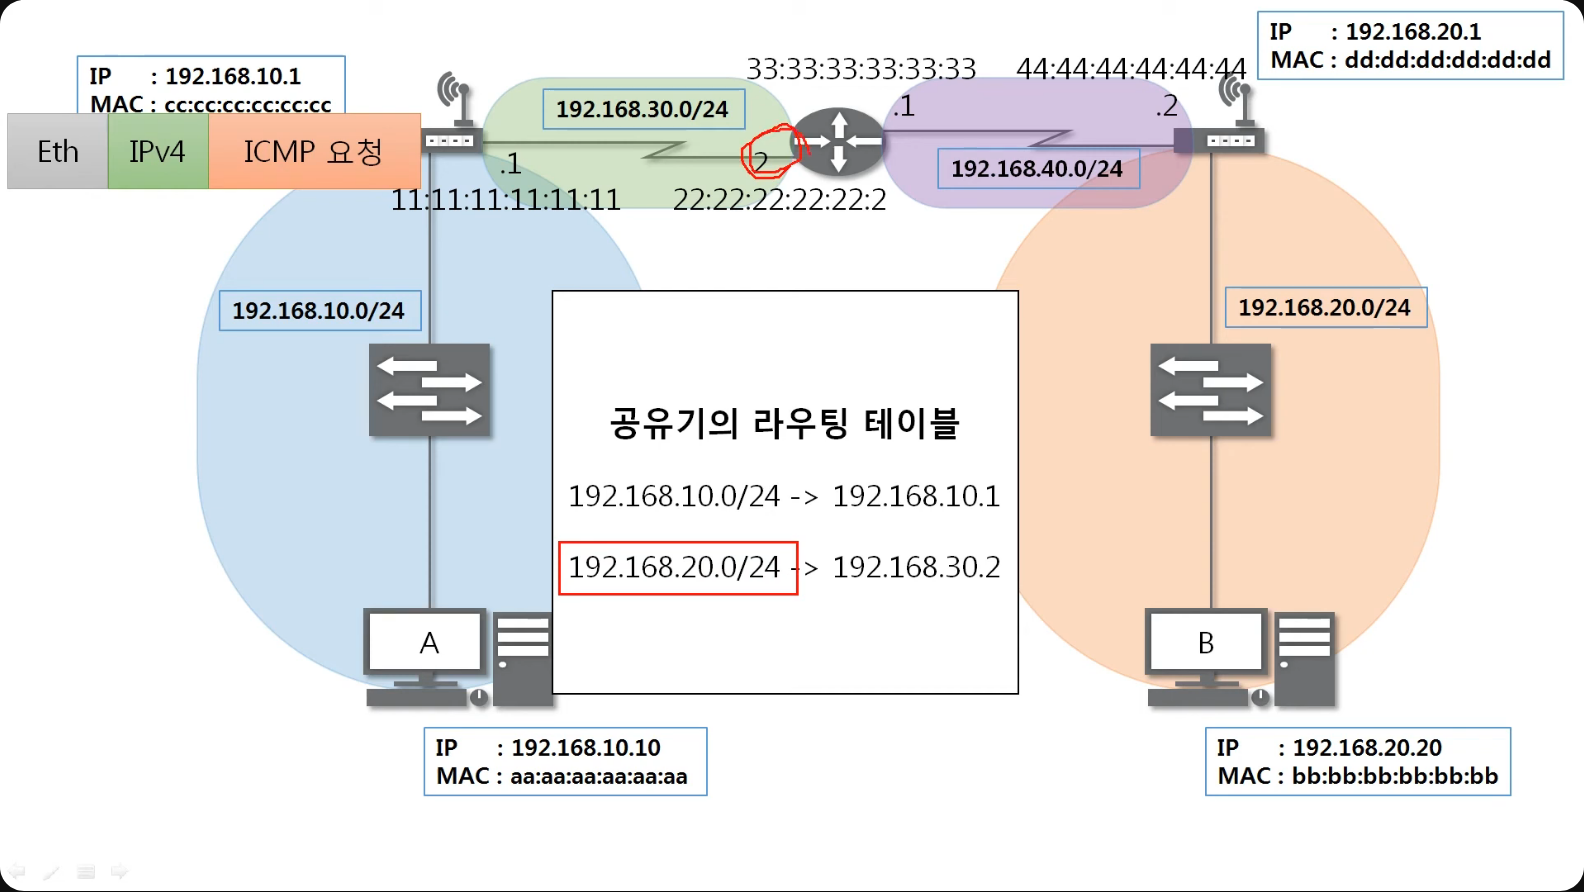 IP : 192.168.10.1
MAC : cc:cc:cc:cc:cc:cc
Eth
IPv4
ICMP 요청
192.168.30.0/24
.1
2
11:11:11:11:11:11
22:22:22:22:22:2
33:33:33:33:33:33
44:44:44:44:44:44
.1
.2
192.168.40.0/24
IP : 192.168.20.1
MAC : dd:dd:dd:dd:dd:dd
192.168.10.0/24
192.168.20.0/24
공유기의 라우팅 테이블
192.168.10.0/24 -> 192.168.10.1
192.168.20.0/24 -> 192.168.30.2
A
B
IP : 192.168.10.10
MAC : aa:aa:aa:aa:aa:aa
IP : 192.168.20.20
MAC : bb:bb:bb:bb:bb:bb